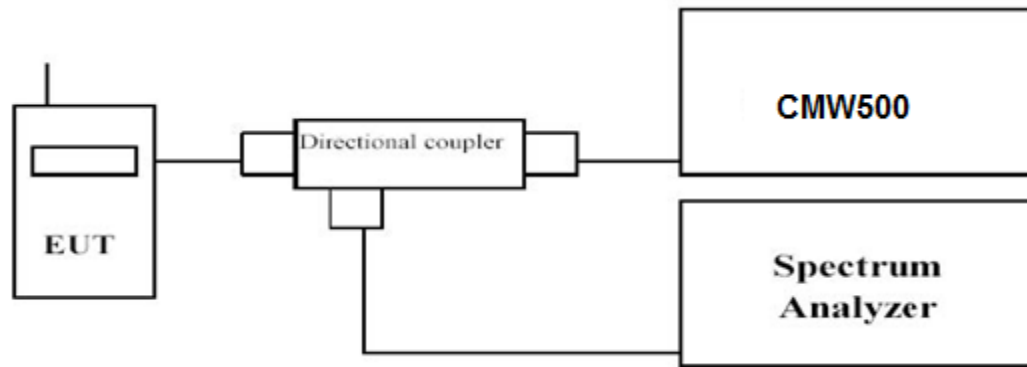 CMW500
Directional coupler
EUT
Spectrum
Analyzer